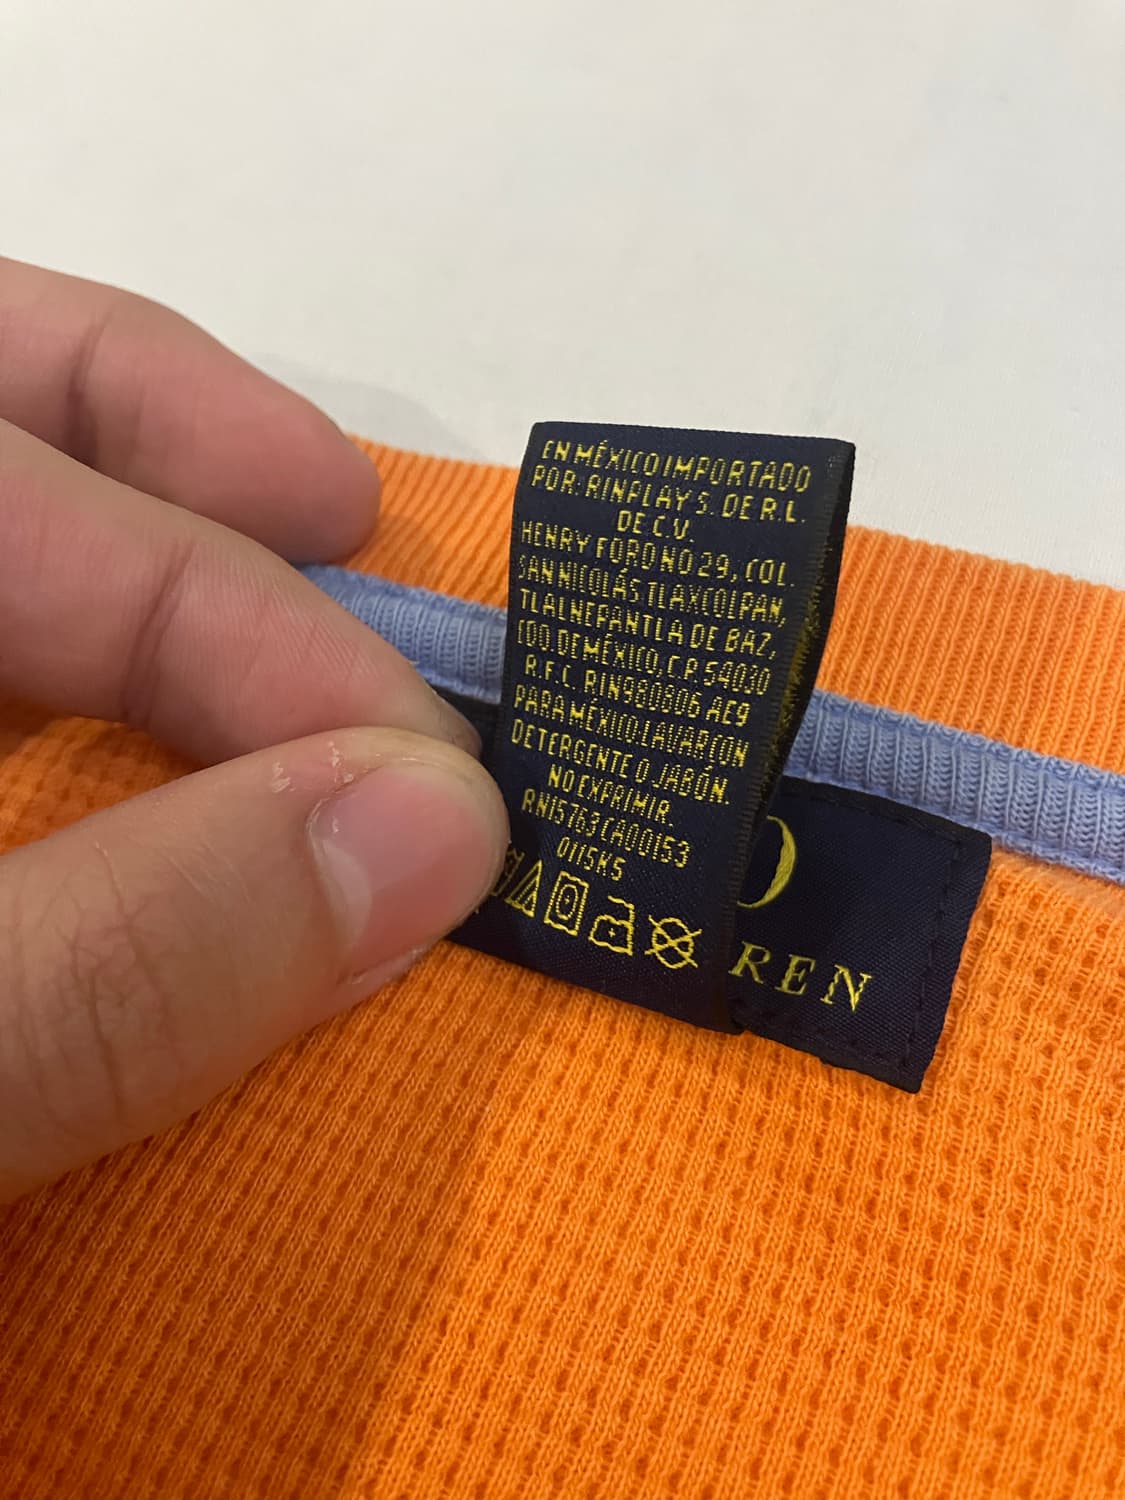 EN MÉXICO IMPORTADO
POR: RINPLAY S. DE R.L.
DE C.V.
HENRY FORD NO 29, COL.
SAN NICOLÁS TLAXCOLPAN,
TLALNEPANTLA DE BAZ,
EDO. DE MÉXICO, C.P. 54030
R.F.C. RIN980806 AE9
PARA MÉXICO LAVAR CON
DETERGENTE O JABÓN.
NO EXPRIMIR.
RN15763 CA00153
0115KS
O
REN